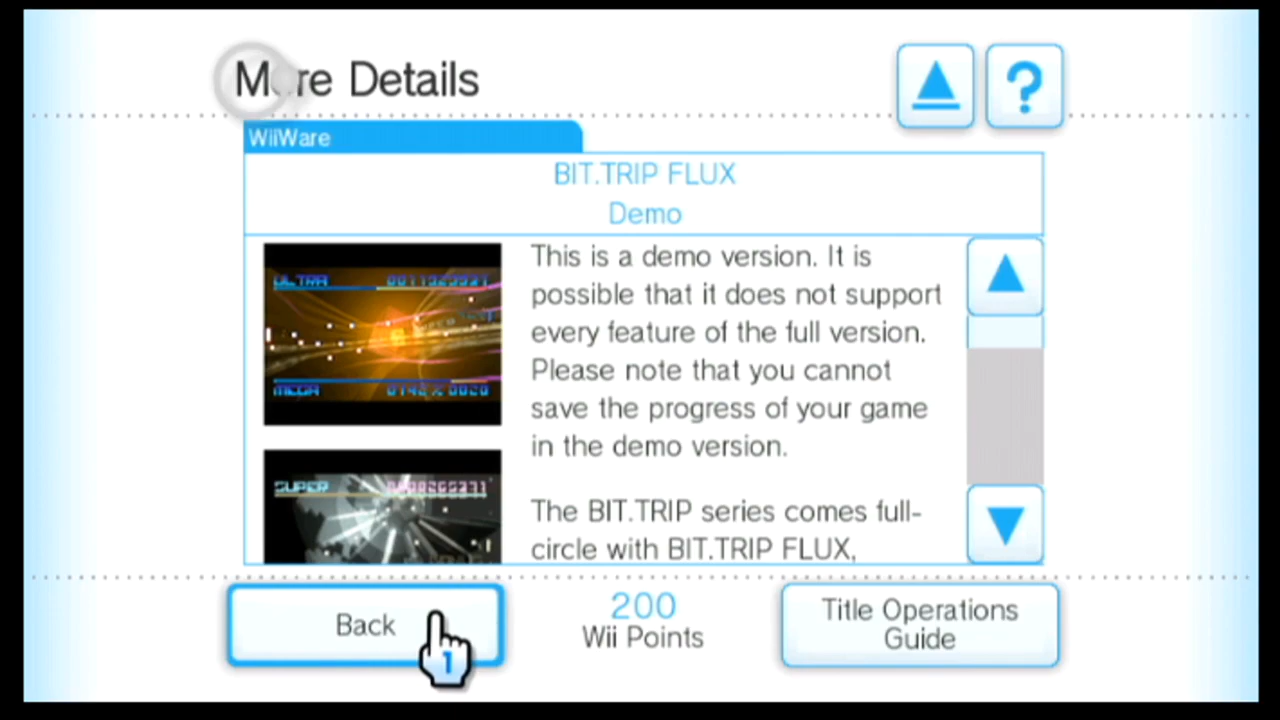 More Details
?
WiiWare
BIT.TRIP FLUX
Demo
This is a demo version. It is
possible that it does not support
every feature of the full version.
Please note that you cannot
save the progress of your game
in the demo version.
The BIT.TRIP series comes full-
circle with BIT.TRIP FLUX,
ULTRA
MEGA
SUPER
Back
1
200
Wii Points
Title Operations
Guide